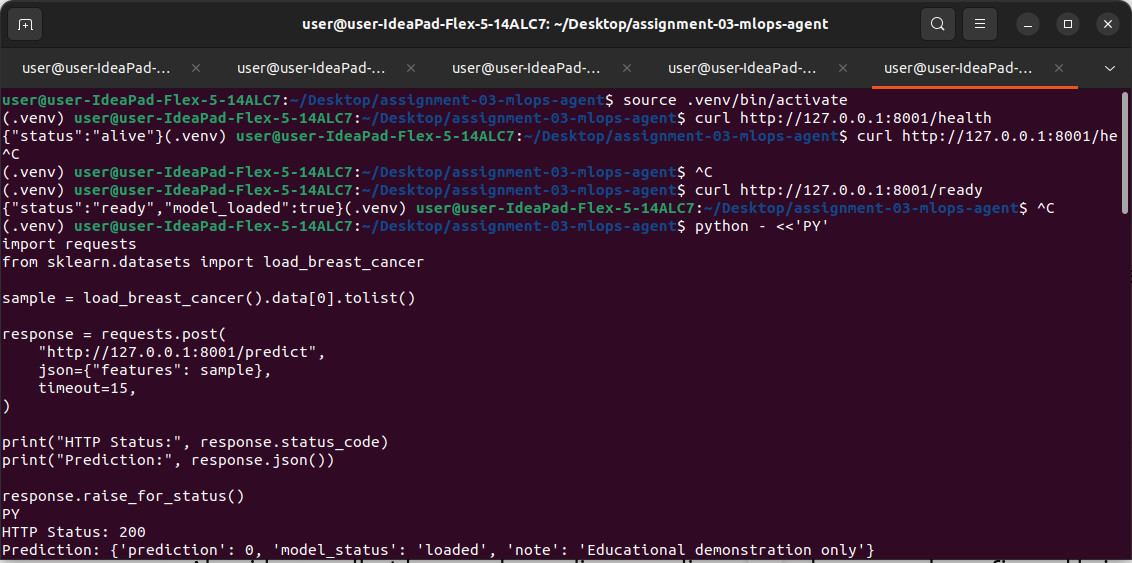 user@user-IdeaPad-Flex-5-14ALC7: ~/Desktop/assignment-03-mlops-agent
user@user-IdeaPad-... × user@user-IdeaPad-... × user@user-IdeaPad-... × user@user-IdeaPad-... × user@user-IdeaPad-... ×
user@user-IdeaPad-Flex-5-14ALC7:~/Desktop/assignment-03-mlops-agent$ source .venv/bin/activate
(.venv) user@user-IdeaPad-Flex-5-14ALC7:~/Desktop/assignment-03-mlops-agent$ curl http://127.0.0.1:8001/health
{"status":"alive"}(.venv) user@user-IdeaPad-Flex-5-14ALC7:~/Desktop/assignment-03-mlops-agent$ curl http://127.0.0.1:8001/he
^C
(.venv) user@user-IdeaPad-Flex-5-14ALC7:~/Desktop/assignment-03-mlops-agent$ ^C
(.venv) user@user-IdeaPad-Flex-5-14ALC7:~/Desktop/assignment-03-mlops-agent$ curl http://127.0.0.1:8001/ready
{"status":"ready","model_loaded":true}(.venv) user@user-IdeaPad-Flex-5-14ALC7:~/Desktop/assignment-03-mlops-agent$ ^C
(.venv) user@user-IdeaPad-Flex-5-14ALC7:~/Desktop/assignment-03-mlops-agent$ python - <<'PY'
import requests
from sklearn.datasets import load_breast_cancer

sample = load_breast_cancer().data[0].tolist()

response = requests.post(
    "http://127.0.0.1:8001/predict",
    json={"features": sample},
    timeout=15,
)

print("HTTP Status:", response.status_code)
print("Prediction:", response.json())

response.raise_for_status()
PY
HTTP Status: 200
Prediction: {'prediction': 0, 'model_status': 'loaded', 'note': 'Educational demonstration only'}